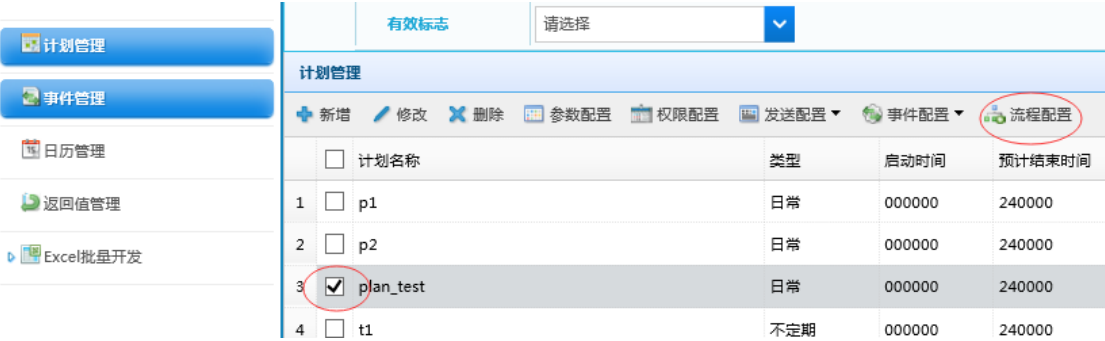 有效标志 请选择
计划管理
事件管理
日历管理
返回值管理
Excel批量开发
计划管理
新增 修改 删除 参数配置 权限配置 发送配置 事件配置 流程配置
计划名称 类型 启动时间 预计结束时间
1 p1 日常 000000 240000
2 p2 日常 000000 240000
3 plan_test 日常 000000 240000
4 t1 不定期 000000 240000